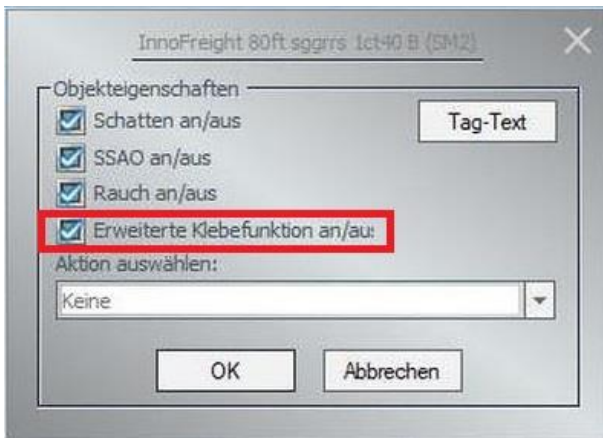 InnoFreight 80ft sggrrs 1ct40 B (SM2)
Objekteigenschaften
Schatten an/aus
Tag-Text
SSAO an/aus
Rauch an/aus
Erweiterte Klebefunktion an/au
Aktion auswählen:
Keine
OK
Abbrechen